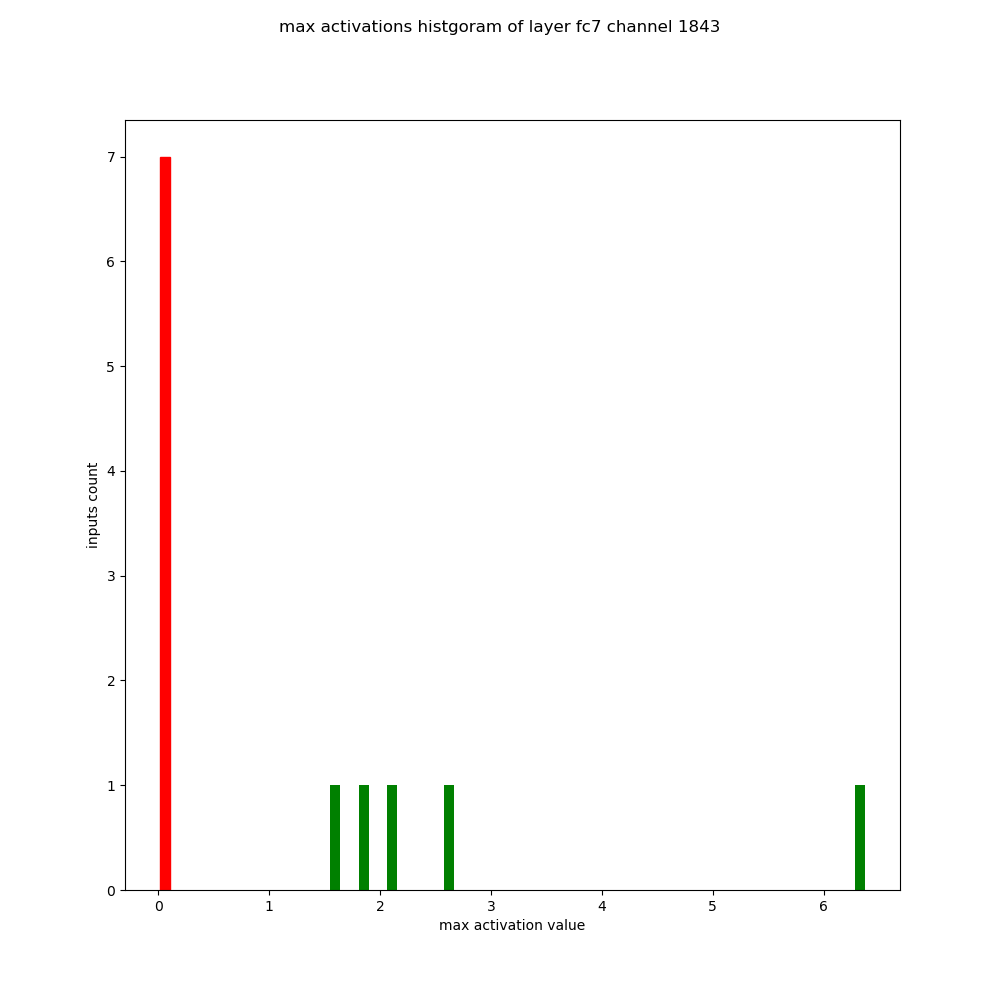 max activations histgoram of layer fc7 channel 1843
7
6
5
4
3
2
1
0
inputs count
0 1 2 3 4 5 6
max activation value